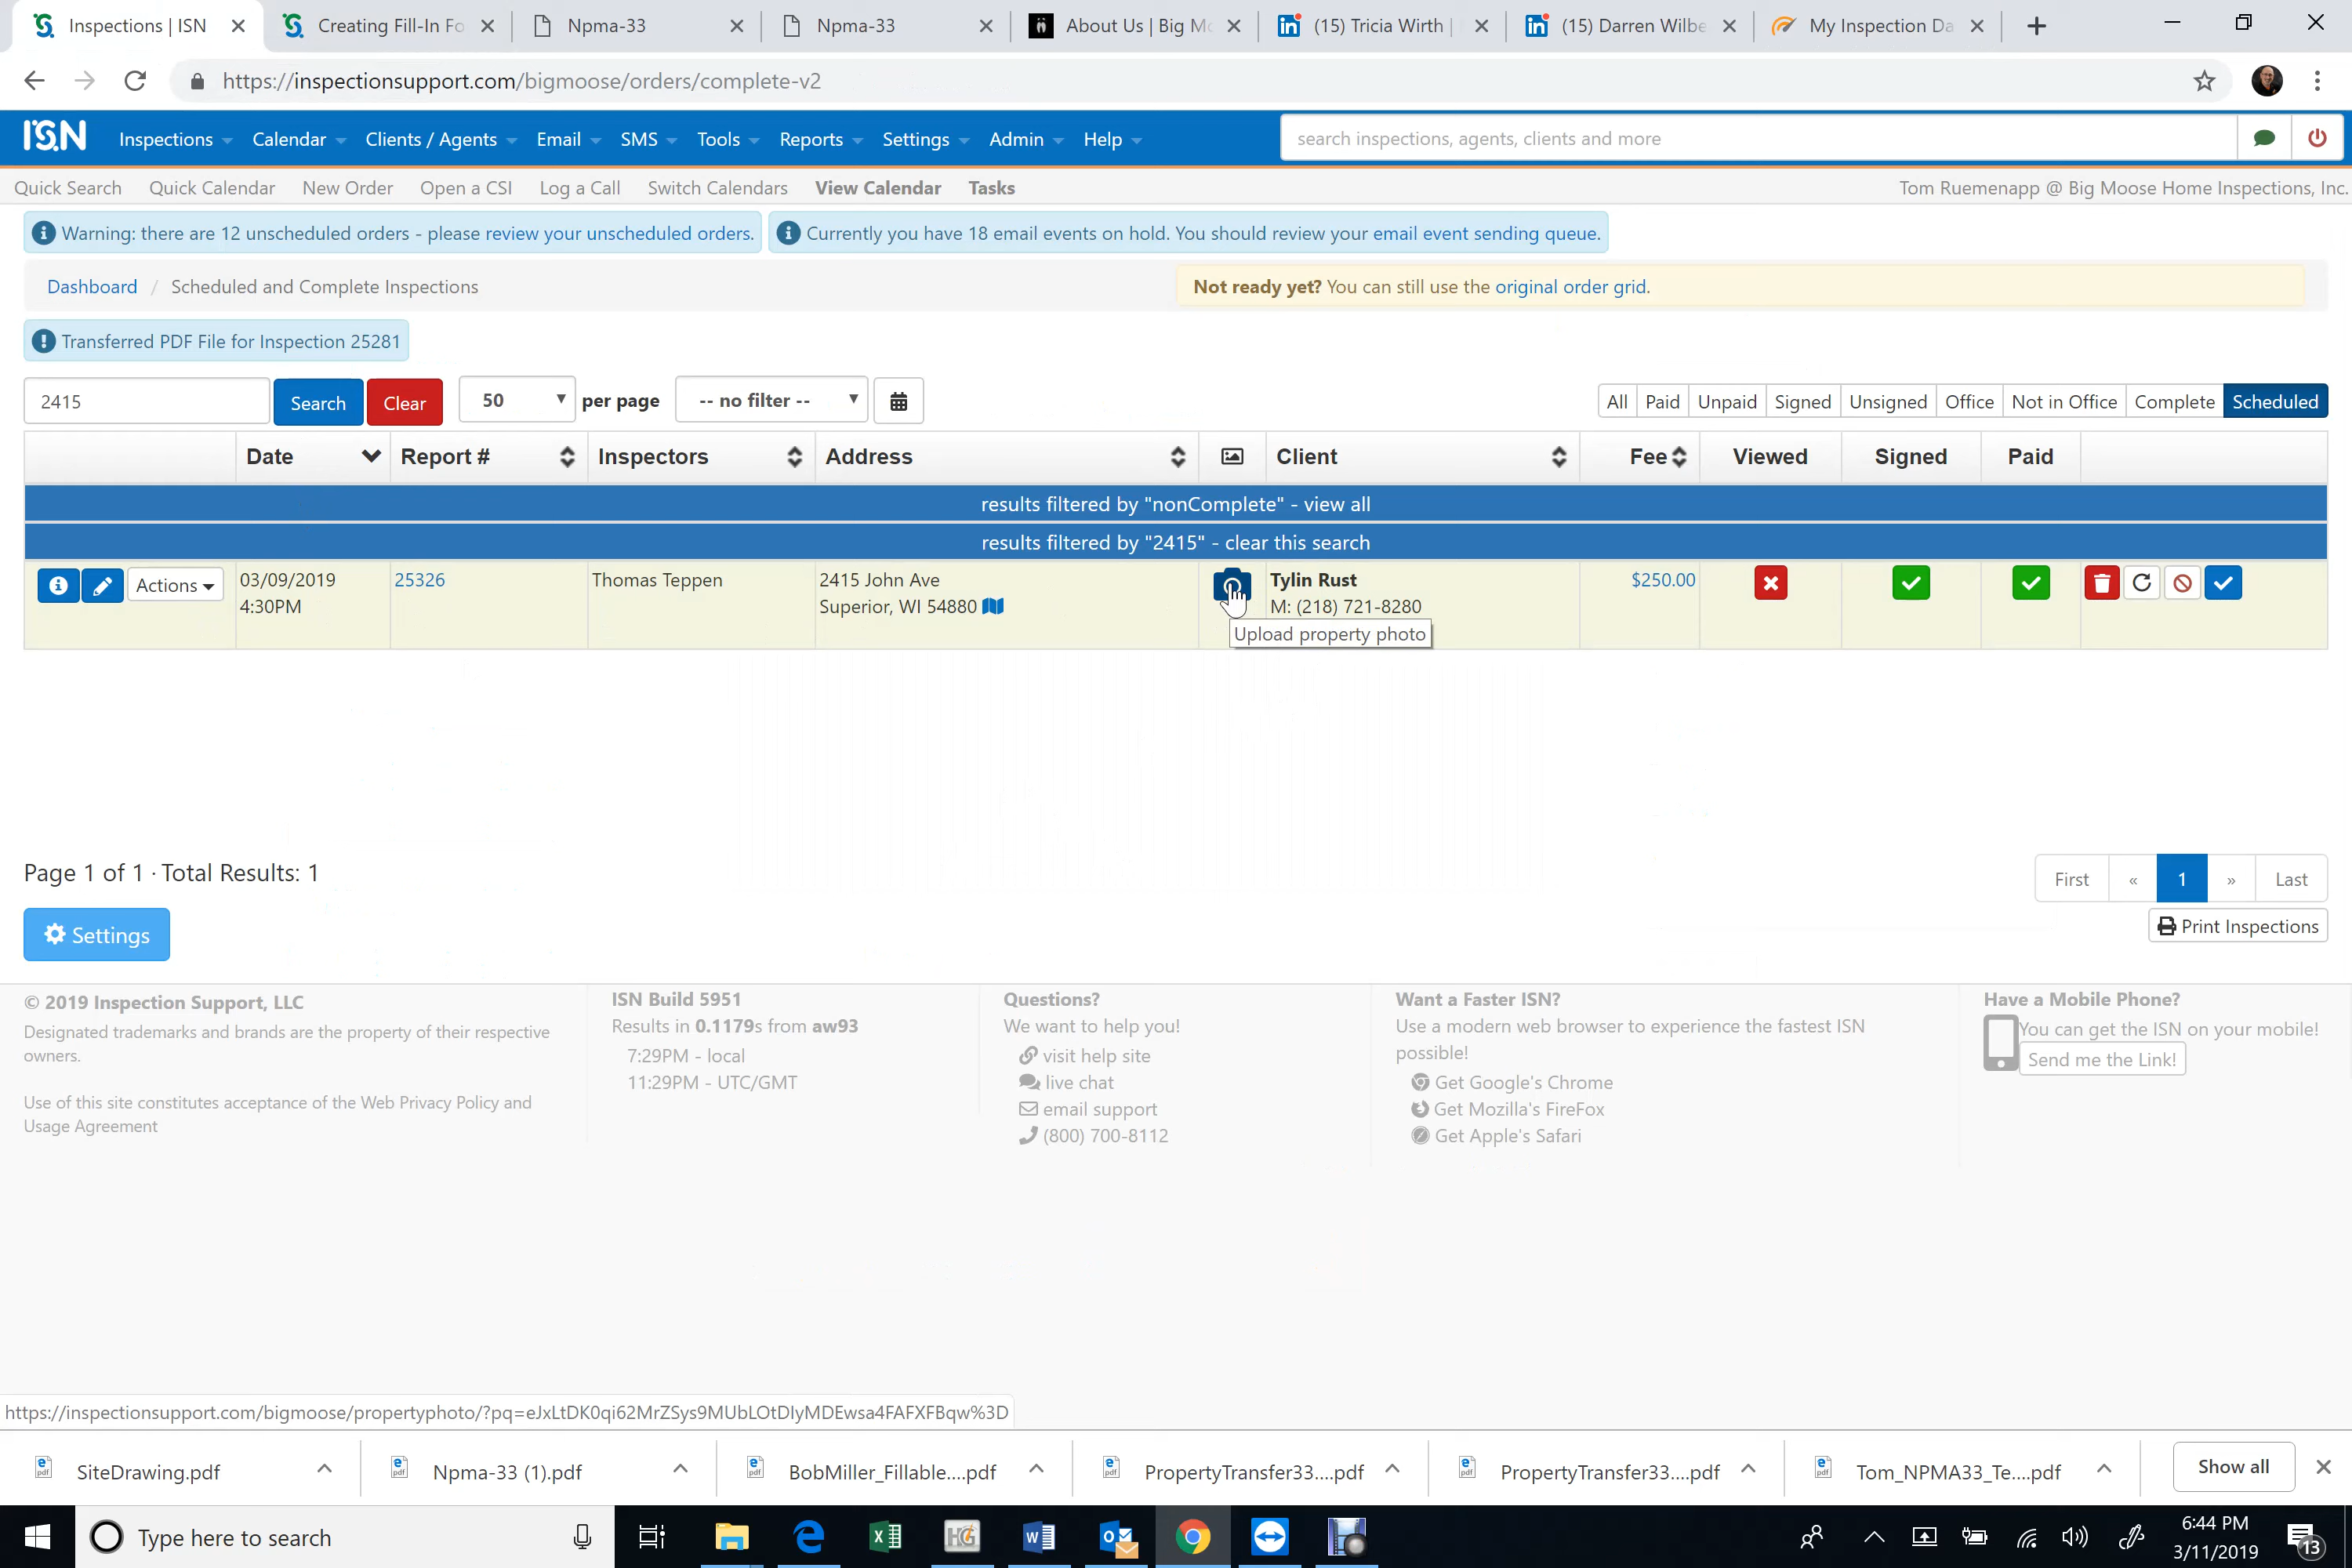 Inspections | ISN
Creating Fill-In Fo
Npma-33
Npma-33
About Us | Big Mo
(15) Tricia Wirth |
(15) Darren Wilbe
My Inspection Da
https://inspectionsupport.com/bigmoose/orders/complete-v2
ISN
Inspections
Calendar
Clients / Agents
Email
SMS
Tools
Reports
Settings
Admin
Help
search inspections, agents, clients and more
Quick Search
Quick Calendar
New Order
Open a CSI
Log a Call
Switch Calendars
View Calendar
Tasks
Tom Ruemenapp @ Big Moose Home Inspections, Inc.
Warning: there are 12 unscheduled orders - please review your unscheduled orders.
Currently you have 18 email events on hold. You should review your email event sending queue.
Dashboard / Scheduled and Complete Inspections
Not ready yet? You can still use the original order grid.
Transferred PDF File for Inspection 25281
2415
Search
Clear
50
per page
-- no filter --
All
Paid
Unpaid
Signed
Unsigned
Office
Not in Office
Complete
Scheduled
Date
Report #
Inspectors
Address
Client
Fee
Viewed
Signed
Paid
results filtered by "nonComplete" - view all
results filtered by "2415" - clear this search
Actions
03/09/2019
4:30PM
25326
Thomas Teppen
2415 John Ave
Superior, WI 54880
Tylin Rust
M: (218) 721-8280
$250.00
Upload property photo
Page 1 of 1 · Total Results: 1
First
«
1
»
Last
Settings
Print Inspections
© 2019 Inspection Support, LLC
Designated trademarks and brands are the property of their respective
owners.
Use of this site constitutes acceptance of the Web Privacy Policy and
Usage Agreement
ISN Build 5951
Results in 0.1179s from aw93
7:29PM - local
11:29PM - UTC/GMT
Questions?
We want to help you!
visit help site
live chat
email support
(800) 700-8112
Want a Faster ISN?
Use a modern web browser to experience the fastest ISN
possible!
Get Google's Chrome
Get Mozilla's FireFox
Get Apple's Safari
Have a Mobile Phone?
You can get the ISN on your mobile!
Send me the Link!
https://inspectionsupport.com/bigmoose/propertyphoto/?pq=eJxLtDK0qi62MrZSys9MUbLOtDIyMDEwsa4FAFXFBqw%3D
SiteDrawing.pdf
Npma-33 (1).pdf
BobMiller_Fillable....pdf
PropertyTransfer33....pdf
PropertyTransfer33....pdf
Tom_NPMA33_Te....pdf
Show all
Type here to search
6:44 PM
3/11/2019
13